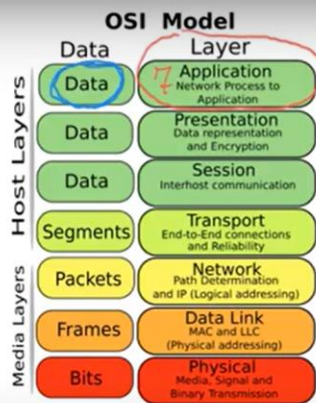 OSI Model
Data Layer
Host Layers
Data
7 Application
Network Process to
Application
Data
Presentation
Data representation
and Encryption
Data
Session
Interhost communication
Segments
Transport
End-to-End connections
and Reliability
Media Layers
Packets
Network
Path Determination
and IP (Logical addressing)
Frames
Data Link
MAC and LLC
(Physical addressing)
Bits
Physical
Media, Signal and
Binary Transmission